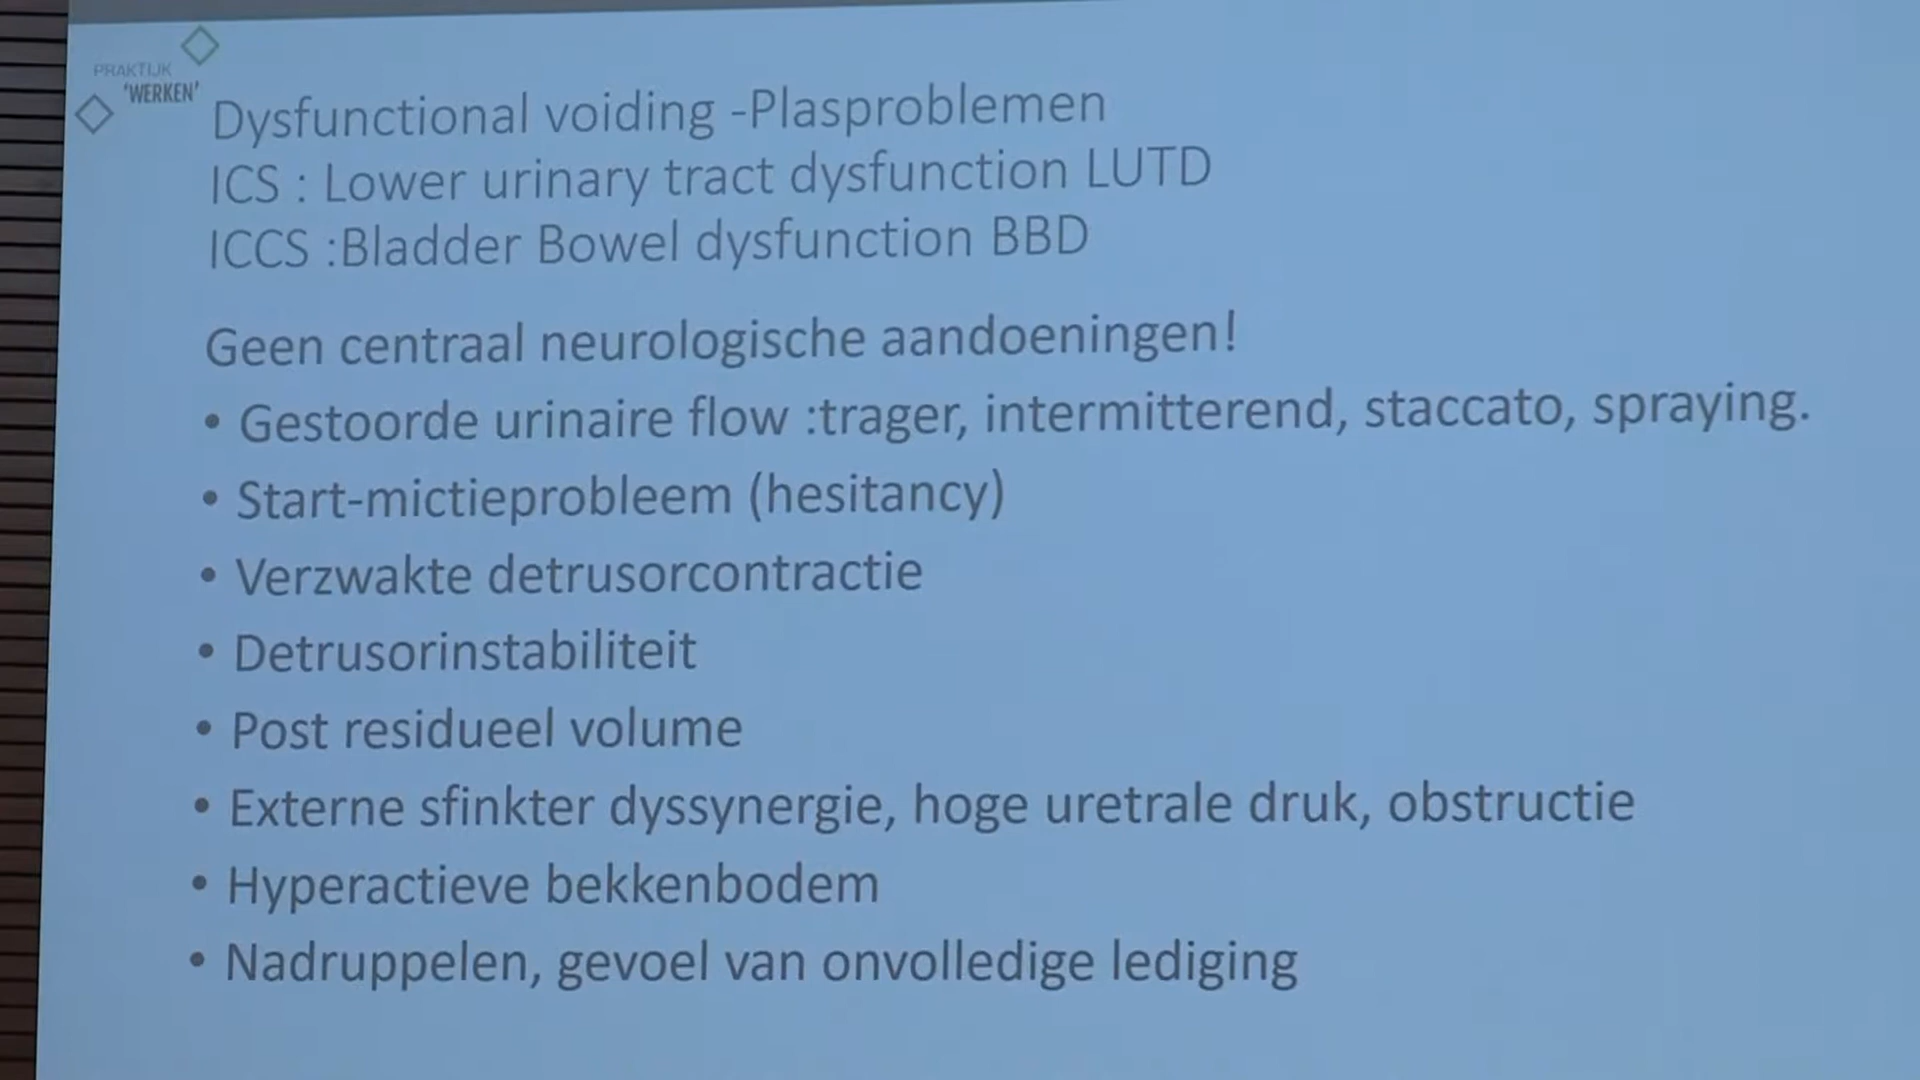 PRAKTIJK
'WERKEN'
Dysfunctional voiding -Plasproblemen
ICS : Lower urinary tract dysfunction LUTD
ICCS :Bladder Bowel dysfunction BBD
Geen centraal neurologische aandoeningen!
• Gestoorde urinaire flow :trager, intermitterend, staccato, spraying.
• Start-mictieprobleem (hesitancy)
• Verzwakte detrusorcontractie
• Detrusorinstabiliteit
• Post residueel volume
• Externe sfinkter dyssynergie, hoge uretrale druk, obstructie
• Hyperactieve bekkenbodem
• Nadruppelen, gevoel van onvolledige lediging